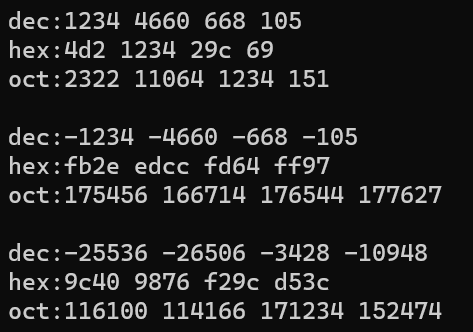 dec:1234 4660 668 105
hex:4d2 1234 29c 69
oct:2322 11064 1234 151
dec:-1234 -4660 -668 -105
hex:fb2e edcc fd64 ff97
oct:175456 166714 176544 177627
dec:-25536 -26506 -3428 -10948
hex:9c40 9876 f29c d53c
oct:116100 114166 171234 152474